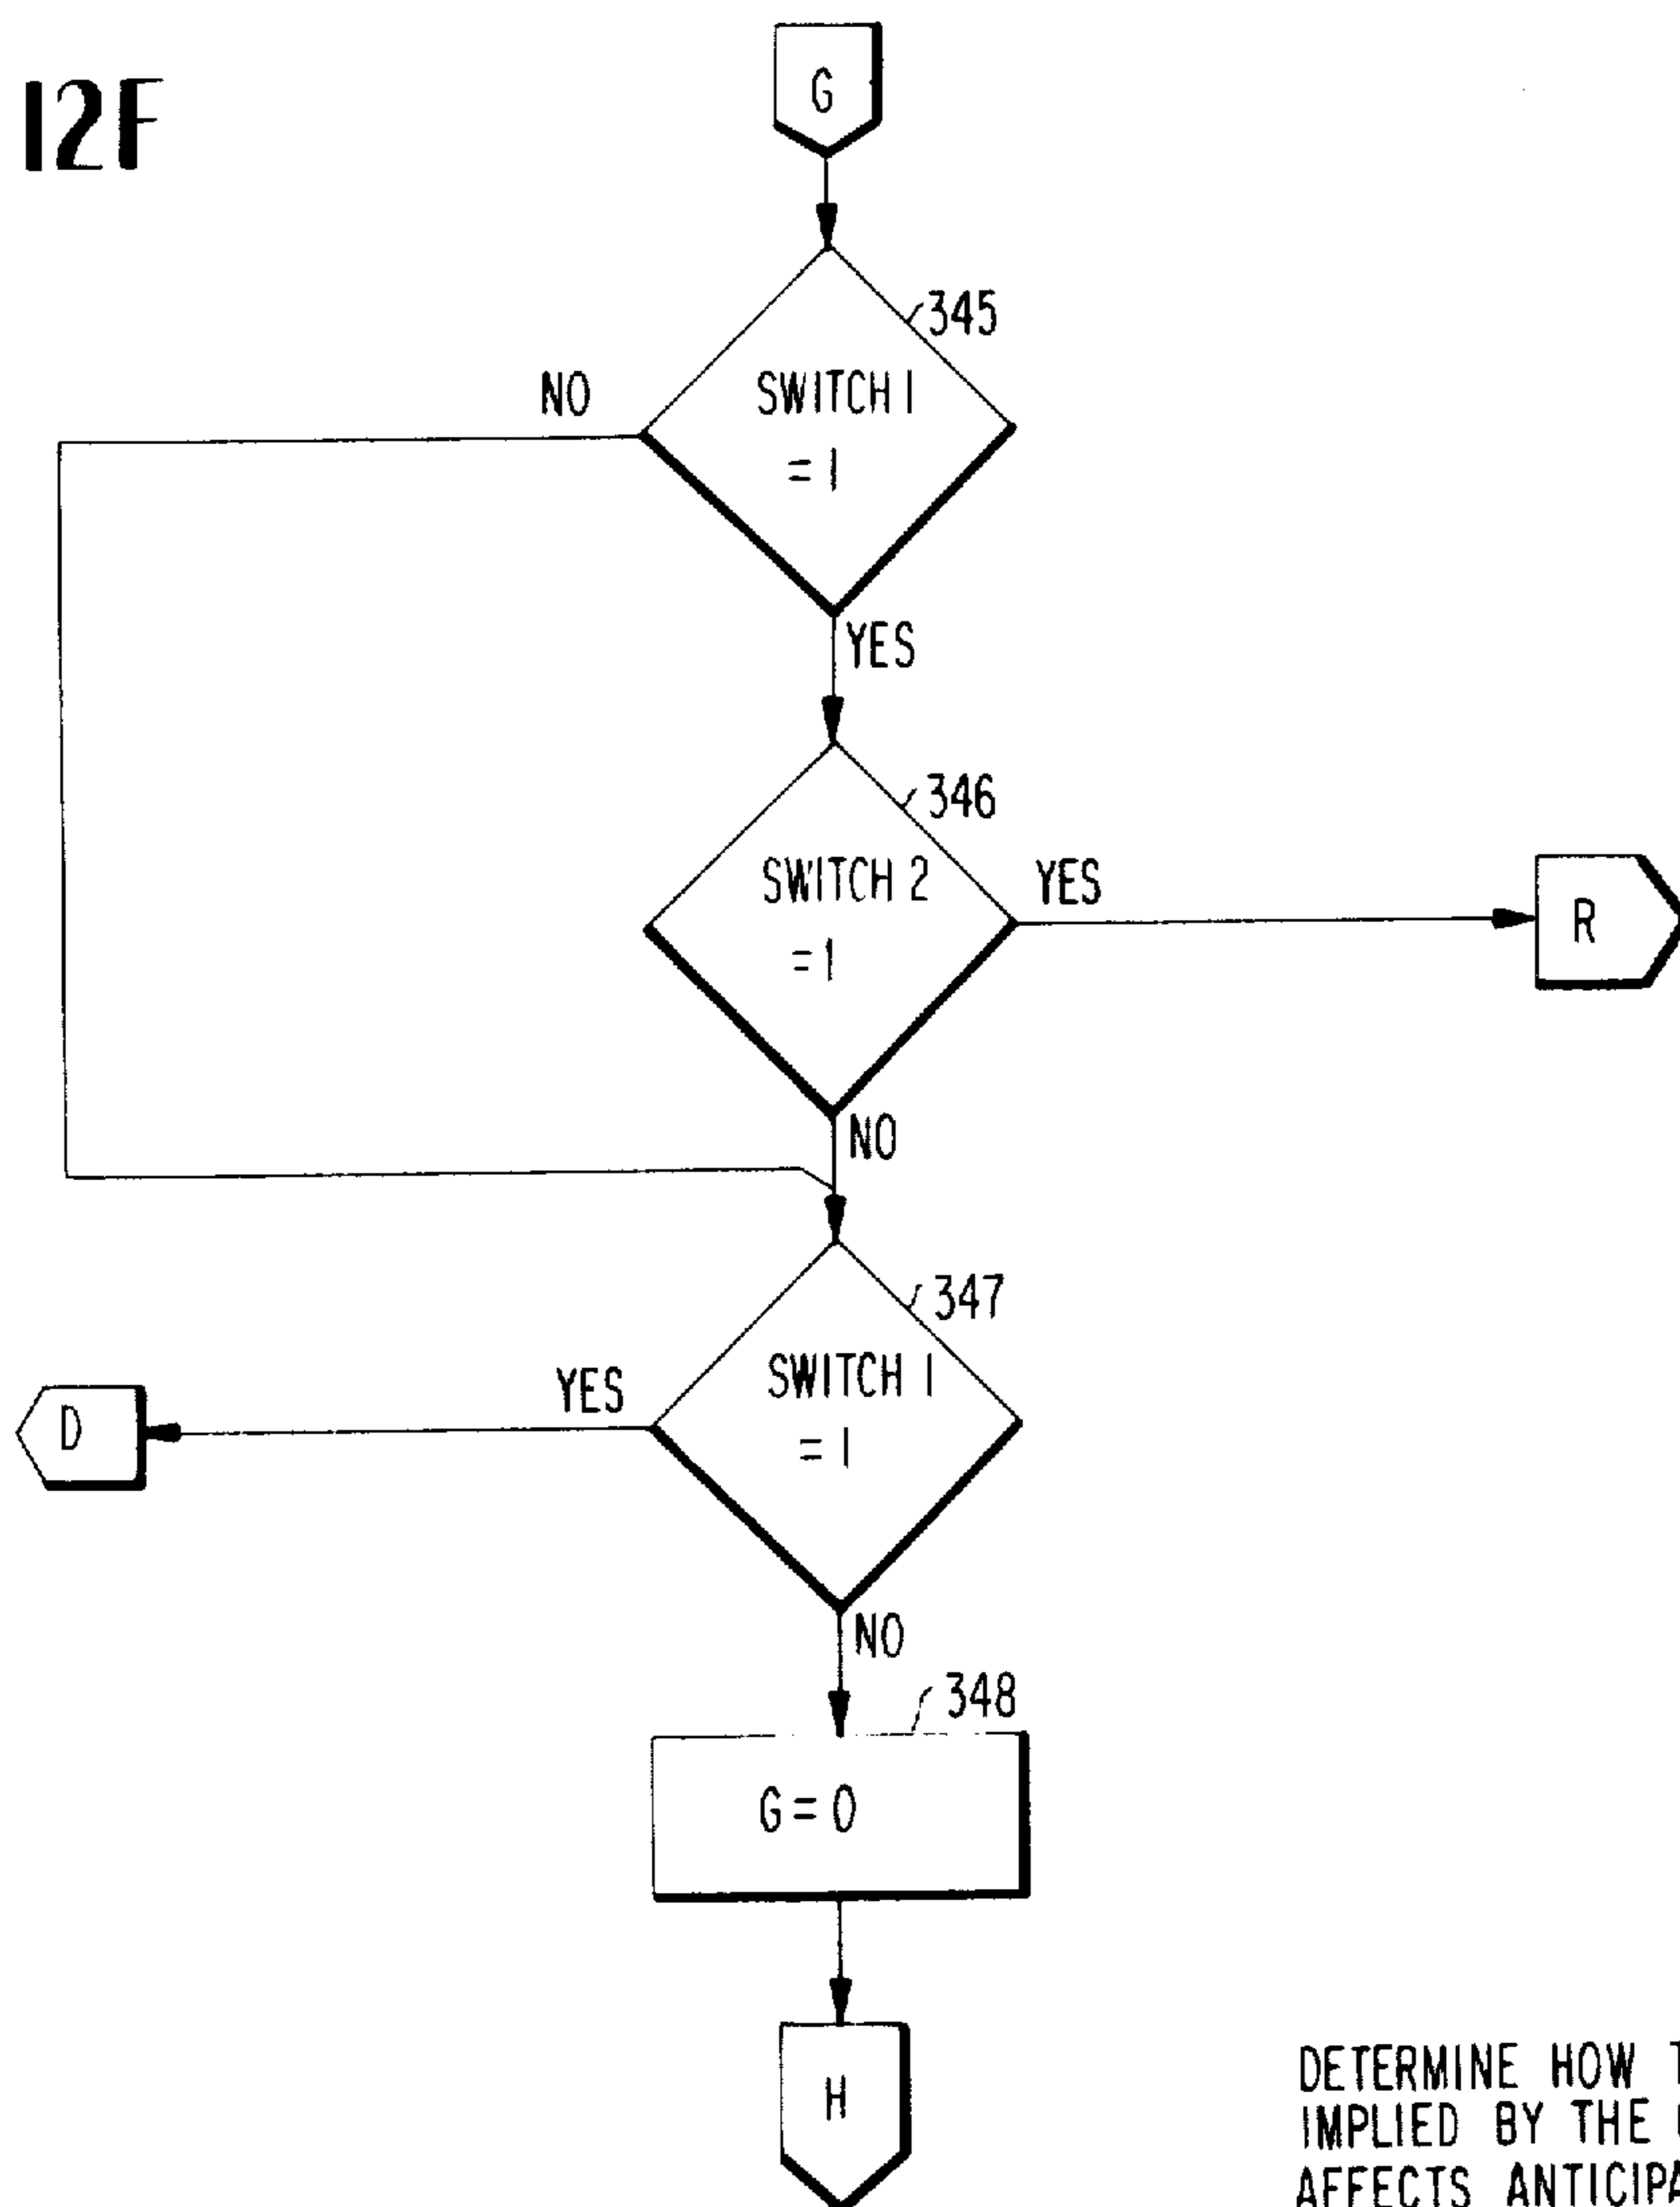 12F
G
345
NO
SWITCH 1
= 1
YES
346
SWITCH 2
= 1
YES
R
NO
347
YES
SWITCH 1
= 1
D
NO
348
G = 0
H
DETERMINE HOW
IMPLIED BY THE
AFFECTS